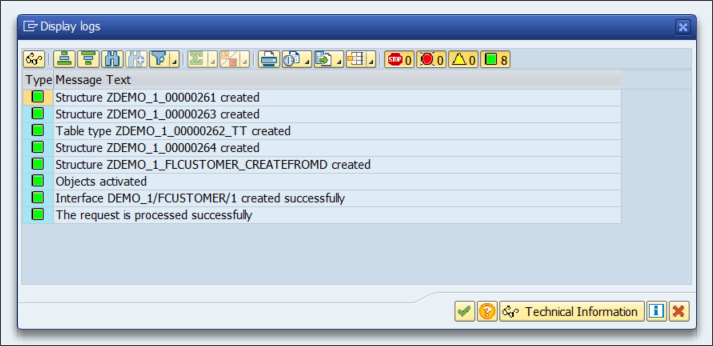 Display logs
STOP 0 0 0 8
Type Message Text
Structure ZDEMO_1_00000261 created
Structure ZDEMO_1_00000263 created
Table type ZDEMO_1_00000262_TT created
Structure ZDEMO_1_00000264 created
Structure ZDEMO_1_FLCUSTOMER_CREATEFROMD created
Objects activated
Interface DEMO_1/FCUSTOMER/1 created successfully
The request is processed successfully
Technical Information